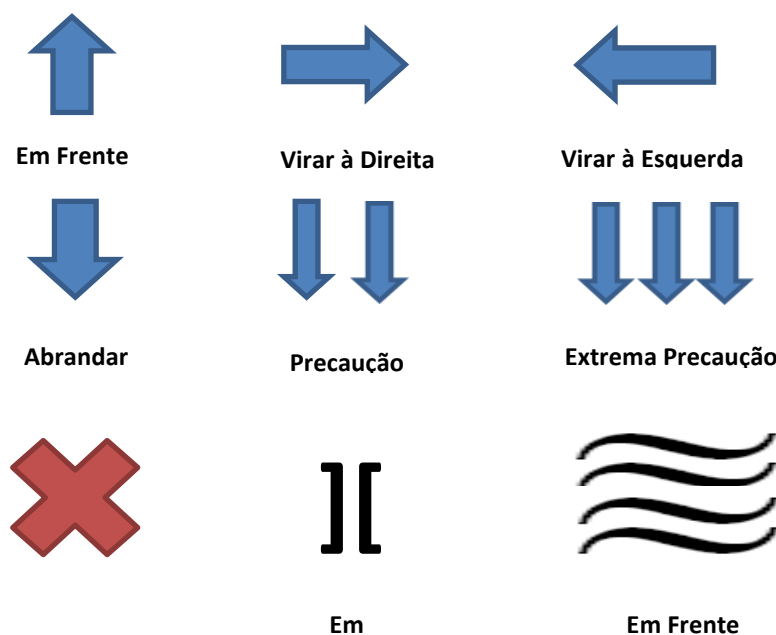 Em Frente
Virar à Direita
Virar à Esquerda
Abrandar
Precaução
Extrema Precaução
Em
Em Frente